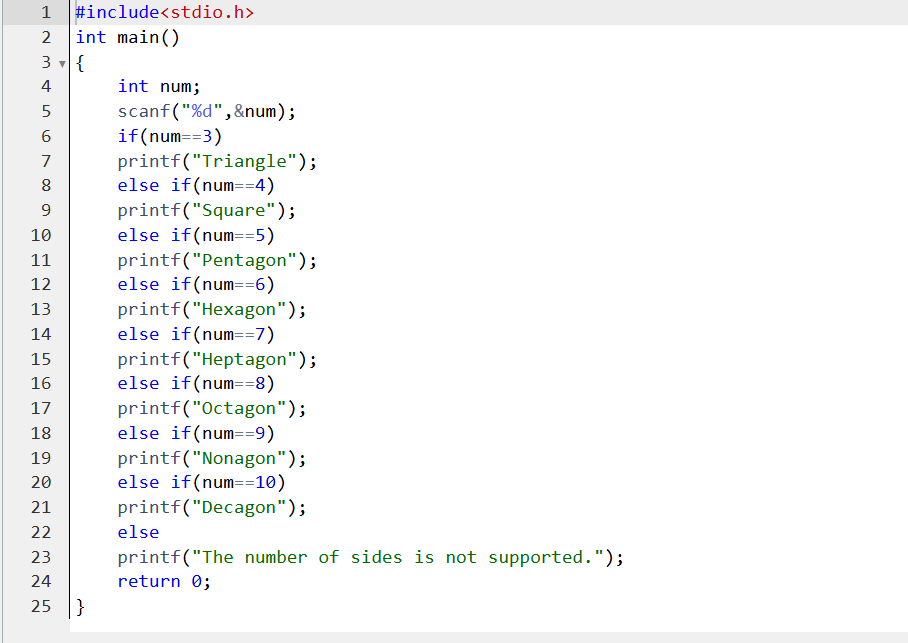 1 #include<stdio.h>
2 int main()
3 {
4     int num;
5     scanf("%d",&num);
6     if(num==3)
7     printf("Triangle");
8     else if(num==4)
9     printf("Square");
10     else if(num==5)
11     printf("Pentagon");
12     else if(num==6)
13     printf("Hexagon");
14     else if(num==7)
15     printf("Heptagon");
16     else if(num==8)
17     printf("Octagon");
18     else if(num==9)
19     printf("Nonagon");
20     else if(num==10)
21     printf("Decagon");
22     else
23     printf("The number of sides is not supported.");
24     return 0;
25 }